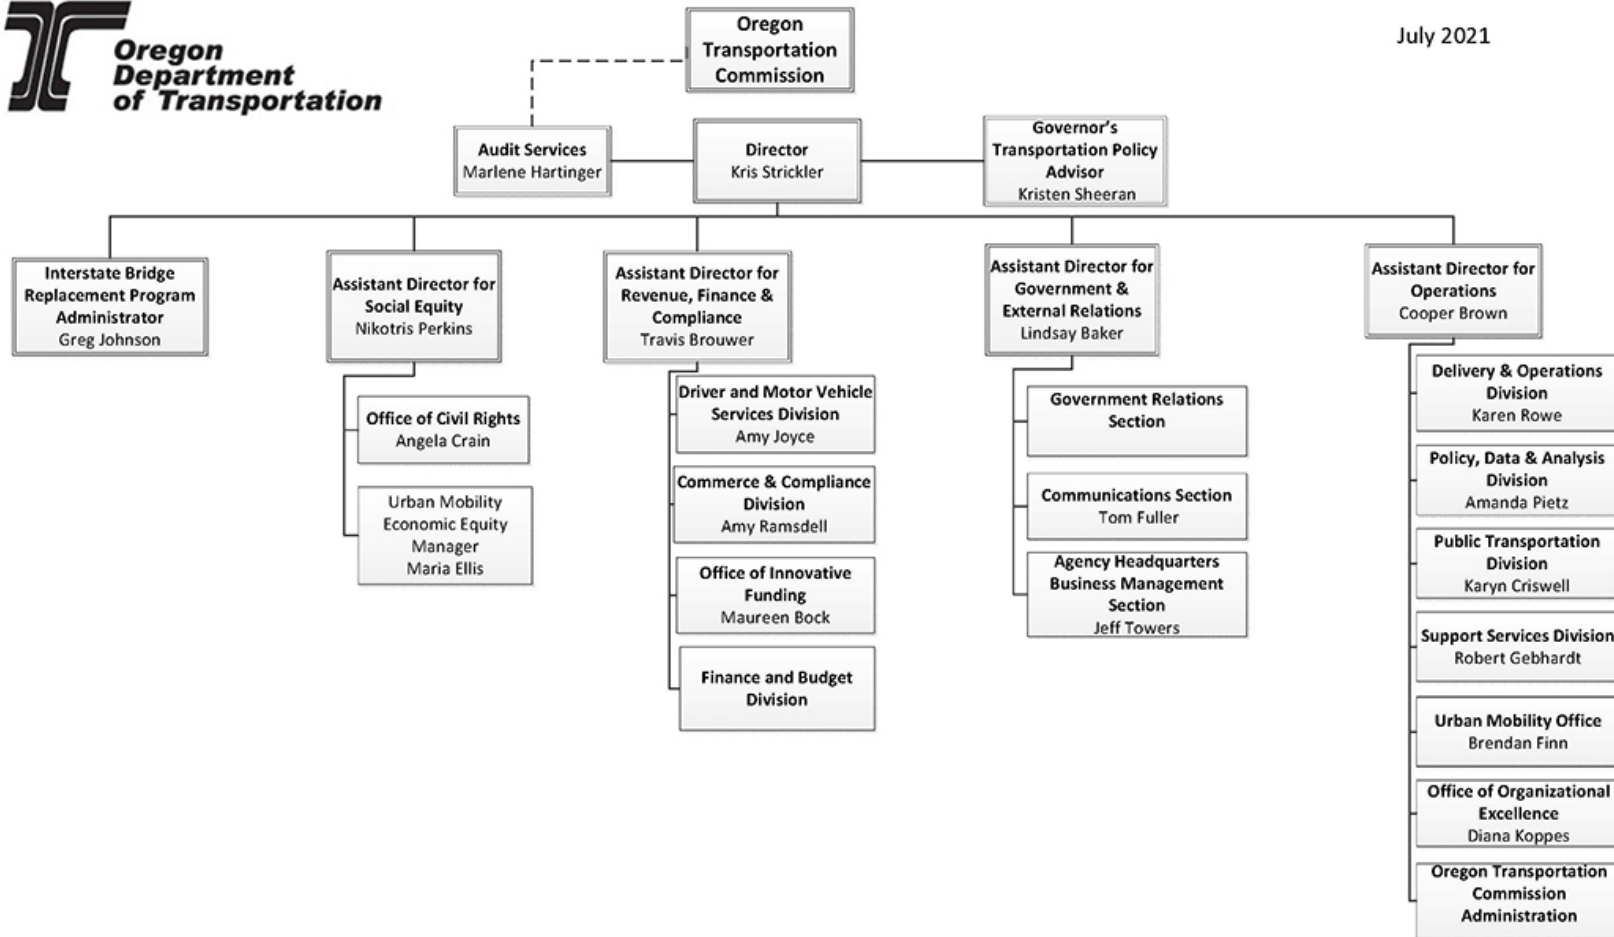 Oregon
Department
of Transportation
July 2021
Oregon
Transportation
Commission
Audit Services
Marlene Hartinger
Director
Kris Strickler
Governor's
Transportation Policy
Advisor
Kristen Sheeran
Interstate Bridge
Replacement Program
Administrator
Greg Johnson
Assistant Director for
Social Equity
Nikotris Perkins
Office of Civil Rights
Angela Crain
Urban Mobility
Economic Equity
Manager
Maria Ellis
Assistant Director for
Revenue, Finance &
Compliance
Travis Brouwer
Driver and Motor Vehicle
Services Division
Amy Joyce
Commerce & Compliance
Division
Amy Ramsdell
Office of Innovative
Funding
Maureen Bock
Finance and Budget
Division
Assistant Director for
Government &
External Relations
Lindsay Baker
Government Relations
Section
Communications Section
Tom Fuller
Agency Headquarters
Business Management
Section
Jeff Towers
Assistant Director for
Operations
Cooper Brown
Delivery & Operations
Division
Karen Rowe
Policy, Data & Analysis
Division
Amanda Pietz
Public Transportation
Division
Karyn Criswell
Support Services Division
Robert Gebhardt
Urban Mobility Office
Brendan Finn
Office of Organizational
Excellence
Diana Koppes
Oregon Transportation
Commission
Administration